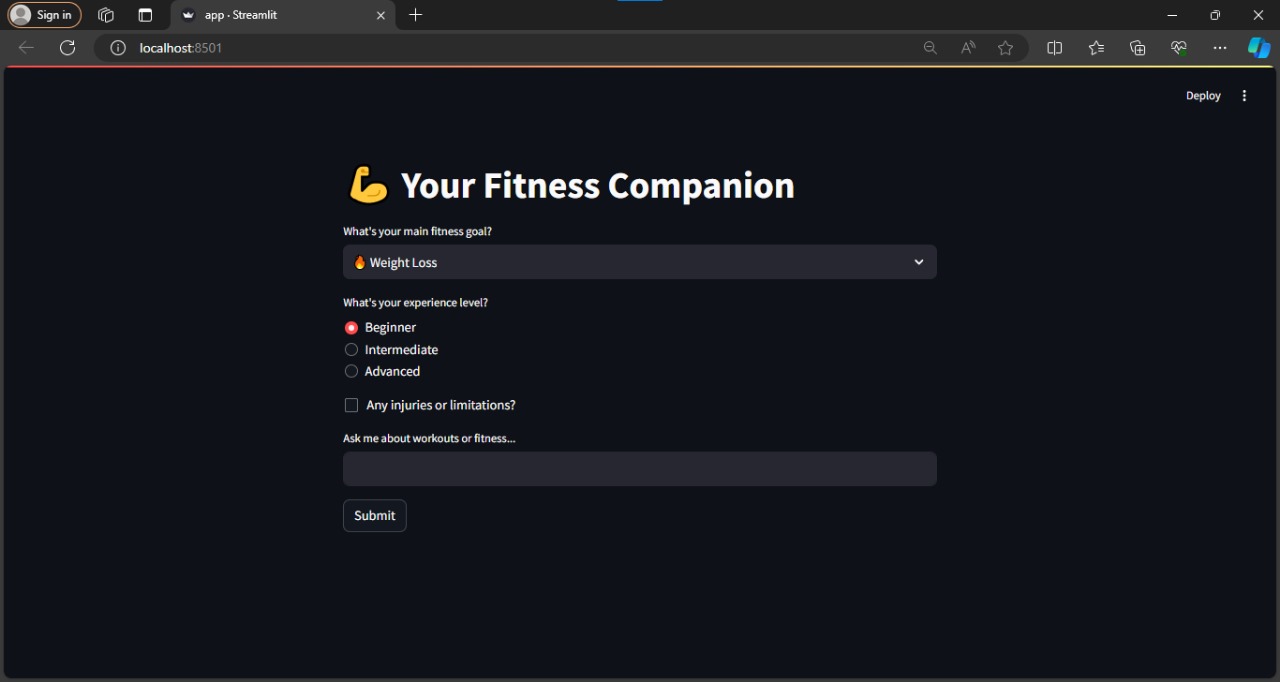 Sign in
app · Streamlit
localhost:8501
Deploy
💪 Your Fitness Companion
What's your main fitness goal?
🔥 Weight Loss
What's your experience level?
Beginner
Intermediate
Advanced
Any injuries or limitations?
Ask me about workouts or fitness...
Submit